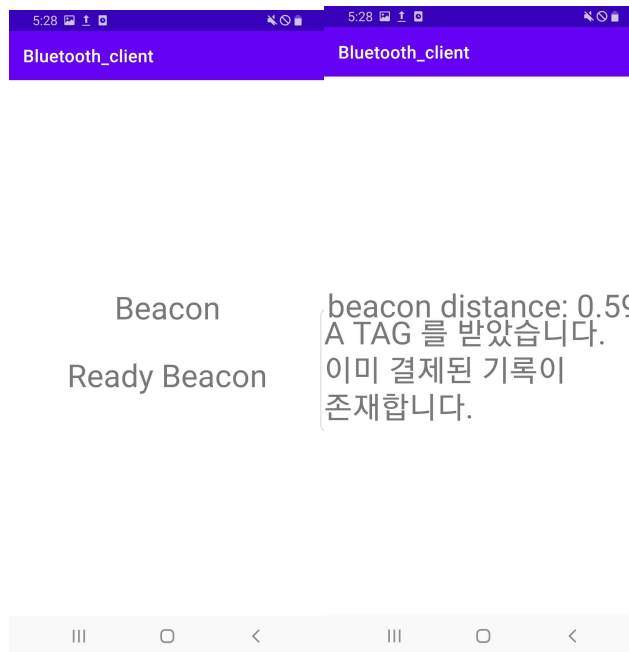 5:28
Bluetooth_client
Beacon
Ready Beacon
5:28
Bluetooth_client
beacon distance: 0.59
A TAG 를 받았습니다.
이미 결제된 기록이
존재합니다.